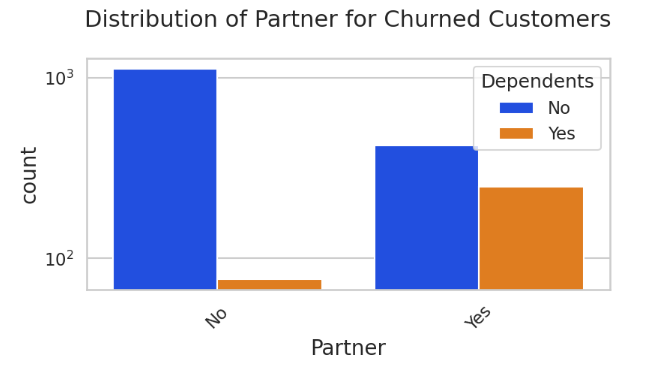 Distribution of Partner for Churned Customers
10³
10²
count
Dependents
No
Yes
No
Yes
Partner